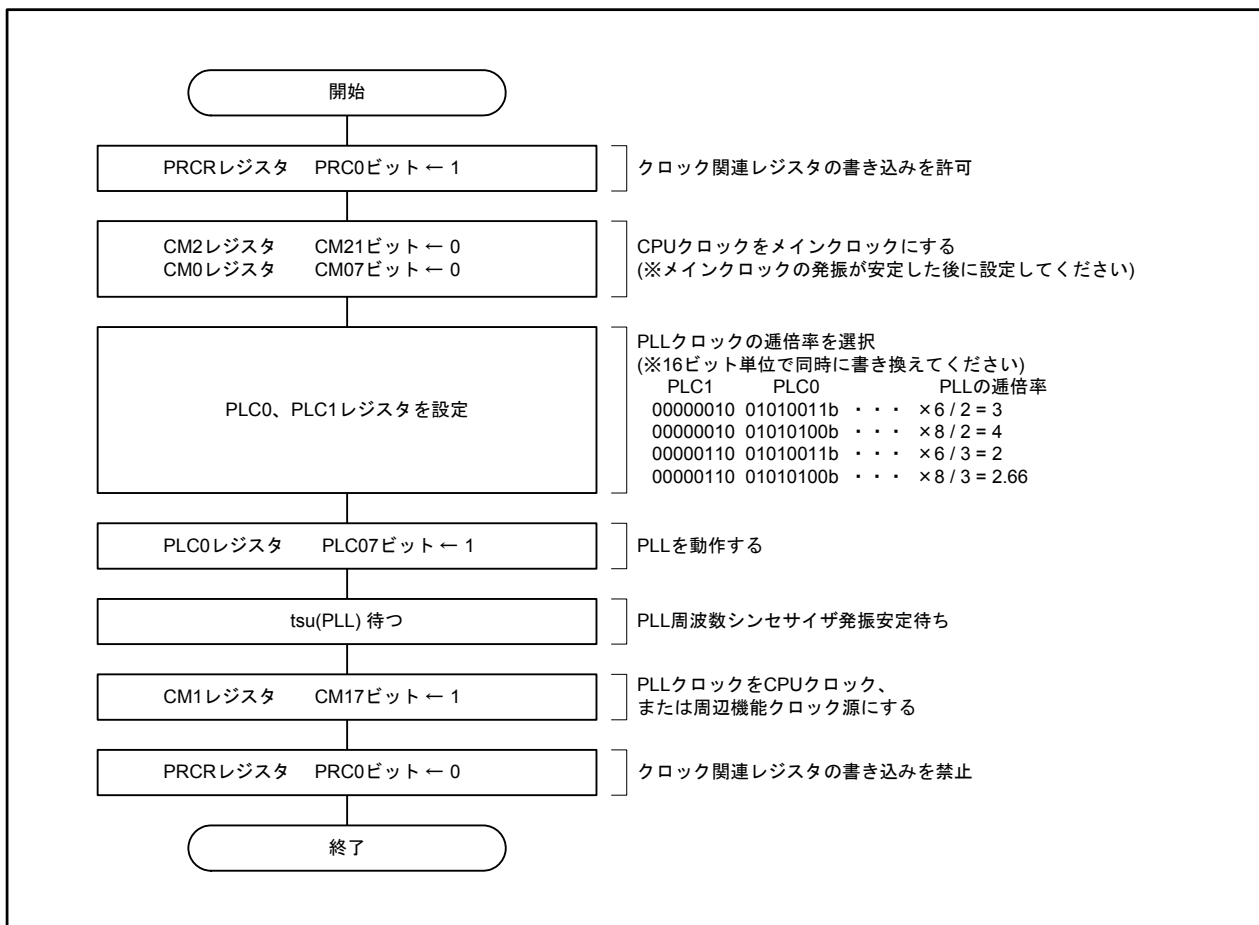 開始
PRCRレジスタ PRC0ビット ← 1
クロック関連レジスタの書き込みを許可
CM2レジスタ CM21ビット ← 0
CM0レジスタ CM07ビット ← 0
CPUクロックをメインクロックにする
(※メインクロックの発振が安定した後に設定してください)
PLC0、PLC1レジスタを設定
PLLクロックの逓倍率を選択
(※16ビット単位で同時に書き換えてください)
PLC1 PLC0 PLLの逓倍率
00000010 01010011b ・・・ ×6 / 2 = 3
00000010 01010100b ・・・ ×8 / 2 = 4
00000110 01010011b ・・・ ×6 / 3 = 2
00000110 01010100b ・・・ ×8 / 3 = 2.66
PLC0レジスタ PLC07ビット ← 1
PLLを動作する
tsu(PLL) 待つ
PLL周波数シンセサイザ発振安定待ち
CM1レジスタ CM17ビット ← 1
PLLクロックをCPUクロック、
または周辺機能クロック源にする
PRCRレジスタ PRC0ビット ← 0
クロック関連レジスタの書き込みを禁止
終了